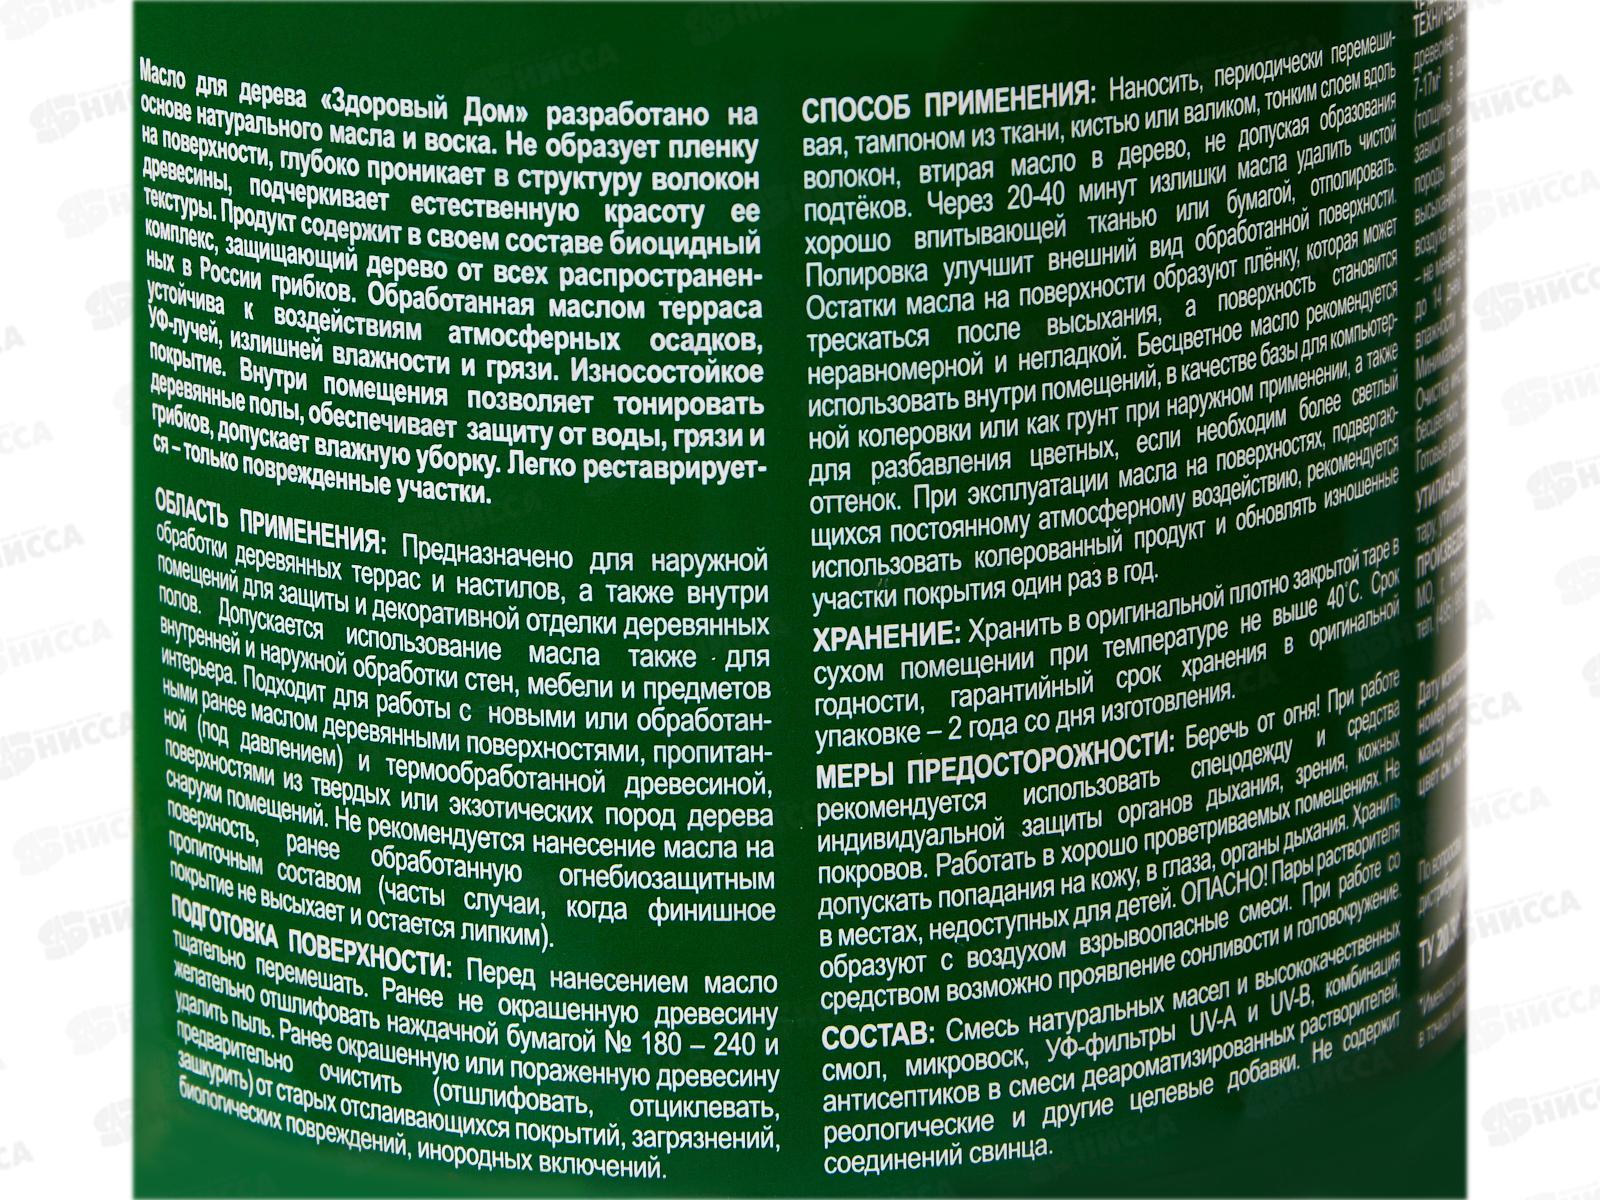 Масло для дерева «Здоровый Дом» разработано на
основе натурального масла и воска. Не образует пленку
на поверхности, глубоко проникает в структуру волокон
древесины, подчеркивает естественную красоту ее
текстуры. Продукт содержит в своем составе биоцидный
комплекс, защищающий дерево от всех распространен-
ных в России грибков. Обработанная маслом терраса
устойчива к воздействиям атмосферных осадков,
УФ-лучей, излишней влажности и грязи. Износостойкое
покрытие. Внутри помещения позволяет тонировать
деревянные полы, обеспечивает защиту от воды, грязи и
грибков, допускает влажную уборку. Легко реставрирует-
ся – только поврежденные участки.
ОБЛАСТЬ ПРИМЕНЕНИЯ: Предназначено для наружной
обработки деревянных террас и настилов, а также внутри
помещений для защиты и декоративной отделки деревянных
полов. Допускается использование масла также для
внутренней и наружной обработки стен, мебели и предметов
интерьера. Подходит для работы с новыми или обработан-
ными ранее маслом деревянными поверхностями, пропитан-
ной (под давлением) и термообработанной древесиной,
поверхностями из твердых или экзотических пород дерева
снаружи помещений. Не рекомендуется нанесение масла на
поверхность, ранее обработанную огнебиозащитным
пропиточным составом (часты случаи, когда финишное
покрытие не высыхает и остается липким).
ПОДГОТОВКА ПОВЕРХНОСТИ: Перед нанесением масло
тщательно перемешать. Ранее не окрашенную древесину
желательно отшлифовать наждачной бумагой № 180 – 240 и
удалить пыль. Ранее окрашенную или пораженную древесину
предварительно очистить (отшлифовать, отциклевать,
зашкурить) от старых отслаивающихся покрытий, загрязнений,
биологических повреждений, инородных включений.
СПОСОБ ПРИМЕНЕНИЯ: Наносить, периодически перемеши-
вая, тампоном из ткани, кистью или валиком, тонким слоем вдоль
волокон, втирая масло в дерево, не допуская образования
подтёков. Через 20-40 минут излишки масла удалить чистой
хорошо впитывающей тканью или бумагой, отполировать.
Полировка улучшит внешний вид обработанной поверхности.
Остатки масла на поверхности образуют плёнку, которая может
трескаться после высыхания, а поверхность становится
неравномерной и негладкой. Бесцветное масло рекомендуется
использовать внутри помещений, в качестве базы для компьютер-
ной колеровки или как грунт при наружном применении, а также
для разбавления цветных, если необходим более светлый
оттенок. При эксплуатации масла на поверхностях, подвергаю-
щихся постоянному атмосферному воздействию, рекомендуется
использовать колерованный продукт и обновлять изношенные
участки покрытия один раз в год.
ХРАНЕНИЕ: Хранить в оригинальной плотно закрытой таре в
сухом помещении при температуре не выше 40°С. Срок
годности, гарантийный срок хранения в оригинальной
упаковке – 2 года со дня изготовления.
МЕРЫ ПРЕДОСТОРОЖНОСТИ: Беречь от огня! При работе
рекомендуется использовать спецодежду и средства
индивидуальной защиты органов дыхания, зрения, кожных
покровов. Работать в хорошо проветриваемых помещениях. Не
допускать попадания на кожу, в глаза, органы дыхания. Хранить
в местах, недоступных для детей. ОПАСНО! Пары растворителя
образуют с воздухом взрывоопасные смеси. При работе со
средством возможно проявление сонливости и головокружение.
СОСТАВ: Смесь натуральных масел и высококачественных
смол, микровоск, УФ-фильтры UV-A и UV-B, комбинация
антисептиков в смеси деароматизированных растворителей,
реологические и другие целевые добавки. Не содержит
соединений свинца.
древесине -
7-17м² в
до 14 дней
МО, г.
ТУ 20.
НИССА